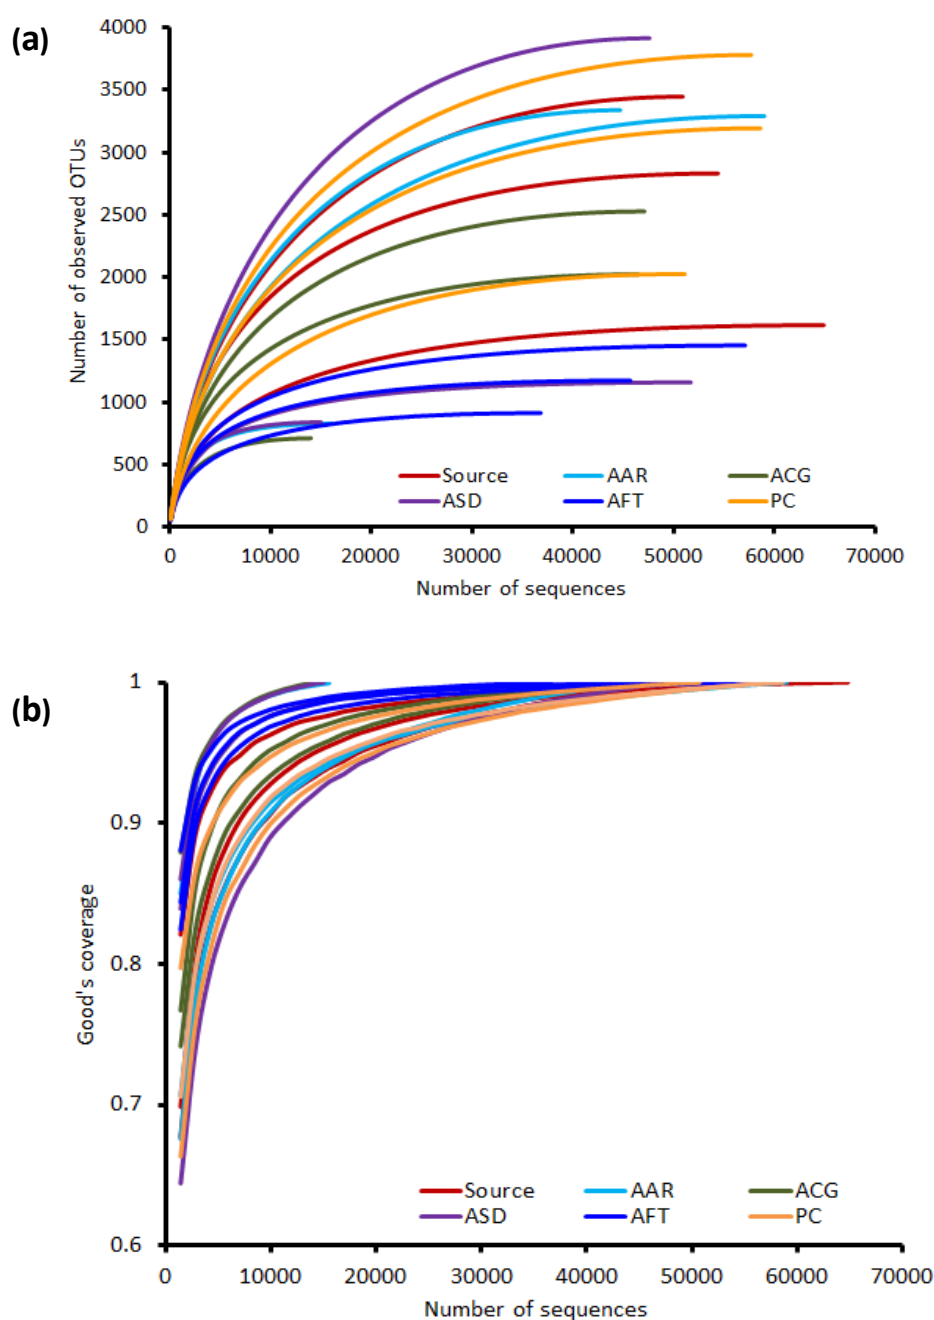 (a)
4000
3500
3000
2500
2000
1500
1000
500
0
Number of observed OTUs
Source AAR ACG
ASD AFT PC
0 10000 20000 30000 40000 50000 60000 70000
Number of sequences
(b)
1
0.9
0.8
0.7
0.6
Good's coverage
Source AAR ACG
ASD AFT PC
0 10000 20000 30000 40000 50000 60000 70000
Number of sequences